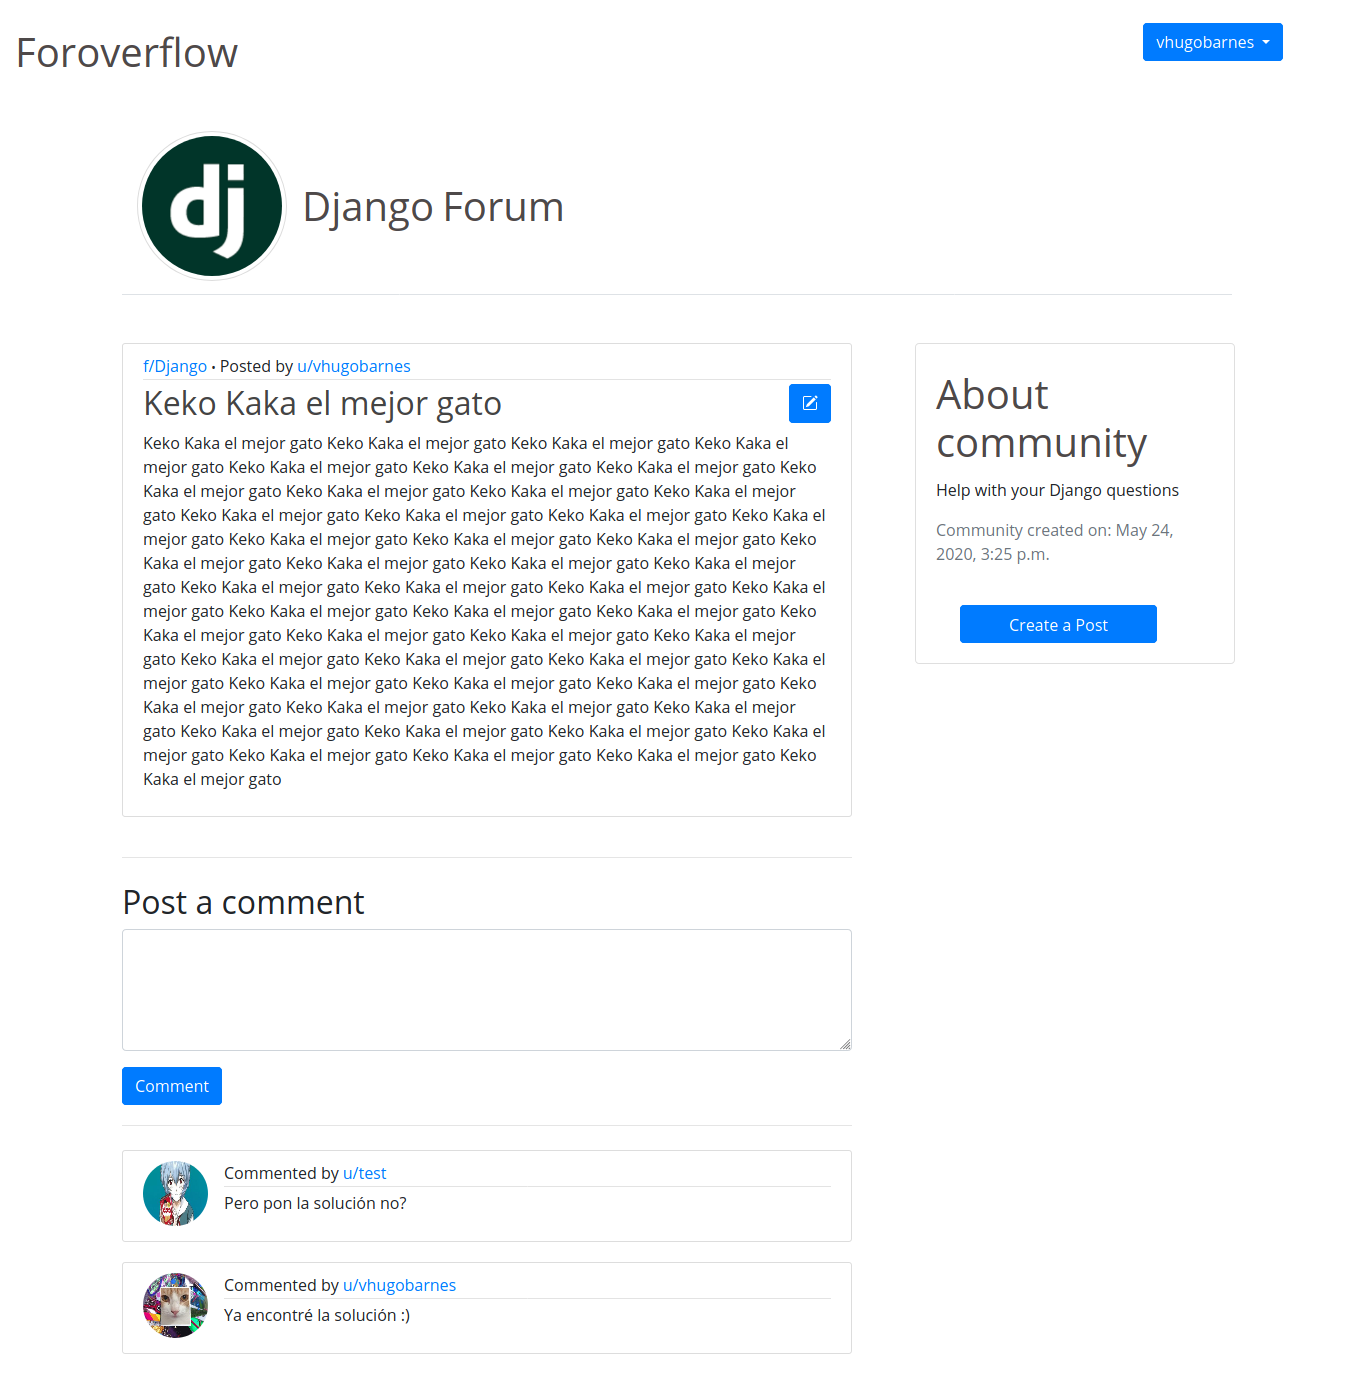 Foroverflow
vhugobarnes
dj
Django Forum
f/Django • Posted by u/vhugobarnes
Keko Kaka el mejor gato
Keko Kaka el mejor gato Keko Kaka el mejor gato Keko Kaka el mejor gato Keko Kaka el
mejor gato Keko Kaka el mejor gato Keko Kaka el mejor gato Keko Kaka el mejor gato Keko
Kaka el mejor gato Keko Kaka el mejor gato Keko Kaka el mejor gato Keko Kaka el mejor
gato Keko Kaka el mejor gato Keko Kaka el mejor gato Keko Kaka el mejor gato Keko Kaka el
mejor gato Keko Kaka el mejor gato Keko Kaka el mejor gato Keko Kaka el mejor gato Keko
Kaka el mejor gato Keko Kaka el mejor gato Keko Kaka el mejor gato Keko Kaka el mejor
gato Keko Kaka el mejor gato Keko Kaka el mejor gato Keko Kaka el mejor gato Keko Kaka el
mejor gato Keko Kaka el mejor gato Keko Kaka el mejor gato Keko Kaka el mejor gato Keko
Kaka el mejor gato Keko Kaka el mejor gato Keko Kaka el mejor gato Keko Kaka el mejor
gato Keko Kaka el mejor gato Keko Kaka el mejor gato Keko Kaka el mejor gato Keko Kaka el
mejor gato Keko Kaka el mejor gato Keko Kaka el mejor gato Keko Kaka el mejor gato Keko
Kaka el mejor gato Keko Kaka el mejor gato Keko Kaka el mejor gato Keko Kaka el mejor
gato Keko Kaka el mejor gato Keko Kaka el mejor gato Keko Kaka el mejor gato Keko Kaka el
mejor gato Keko Kaka el mejor gato Keko Kaka el mejor gato Keko Kaka el mejor gato Keko
Kaka el mejor gato
About
community
Help with your Django questions
Community created on: May 24,
2020, 3:25 p.m.
Create a Post
Post a comment
Comment
Commented by u/test
Pero pon la solución no?
Commented by u/vhugobarnes
Ya encontré la solución :)